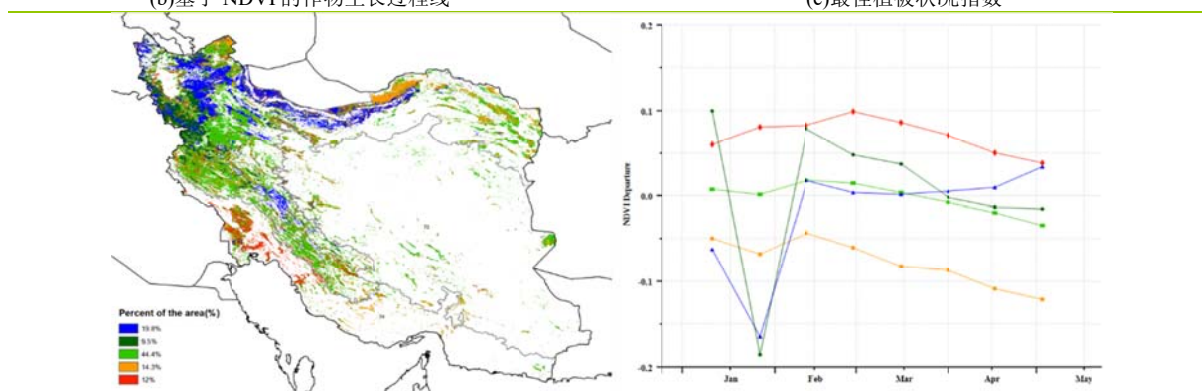 (b)基于 NDVI 的作物生长过程线
(c)最佳植被状况指数
Percent of the area(%)
19.8%
9.5%
44.4%
14.3%
12%
NDVI Departure
0.2
0.1
0.0
-0.1
-0.2
Jan Feb Mar Apr May